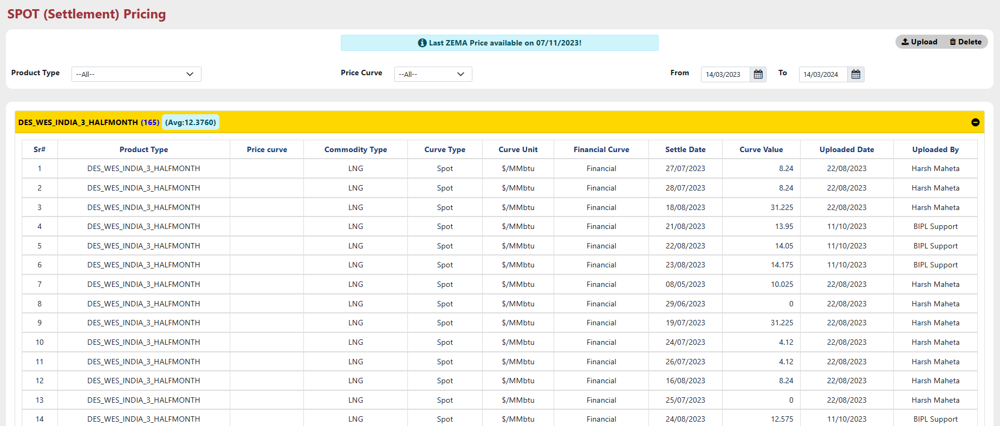 SPOT (Settlement) Pricing
Last ZEMA Price available on 07/11/2023!
Upload Delete
Product Type --All-- Price Curve --All-- From 14/03/2023 To 14/03/2024
DES_WES_INDIA_3_HALFMONTH (165) (Avg:12.3760)
Sr# Product Type Price curve Commodity Type Curve Type Curve Unit Financial Curve Settle Date Curve Value Uploaded Date Uploaded By
1 DES_WES_INDIA_3_HALFMONTH LNG Spot $/MMbtu Financial 27/07/2023 8.24 22/08/2023 Harsh Maheta
2 DES_WES_INDIA_3_HALFMONTH LNG Spot $/MMbtu Financial 28/07/2023 8.24 22/08/2023 Harsh Maheta
3 DES_WES_INDIA_3_HALFMONTH LNG Spot $/MMbtu Financial 18/08/2023 31.225 22/08/2023 Harsh Maheta
4 DES_WES_INDIA_3_HALFMONTH LNG Spot $/MMbtu Financial 21/08/2023 13.95 11/10/2023 BIPL Support
5 DES_WES_INDIA_3_HALFMONTH LNG Spot $/MMbtu Financial 22/08/2023 14.05 11/10/2023 BIPL Support
6 DES_WES_INDIA_3_HALFMONTH LNG Spot $/MMbtu Financial 23/08/2023 14.175 11/10/2023 BIPL Support
7 DES_WES_INDIA_3_HALFMONTH LNG Spot $/MMbtu Financial 08/05/2023 10.025 22/08/2023 Harsh Maheta
8 DES_WES_INDIA_3_HALFMONTH LNG Spot $/MMbtu Financial 29/06/2023 0 22/08/2023 Harsh Maheta
9 DES_WES_INDIA_3_HALFMONTH LNG Spot $/MMbtu Financial 19/07/2023 31.225 22/08/2023 Harsh Maheta
10 DES_WES_INDIA_3_HALFMONTH LNG Spot $/MMbtu Financial 24/07/2023 4.12 22/08/2023 Harsh Maheta
11 DES_WES_INDIA_3_HALFMONTH LNG Spot $/MMbtu Financial 26/07/2023 4.12 22/08/2023 Harsh Maheta
12 DES_WES_INDIA_3_HALFMONTH LNG Spot $/MMbtu Financial 16/08/2023 8.24 22/08/2023 Harsh Maheta
13 DES_WES_INDIA_3_HALFMONTH LNG Spot $/MMbtu Financial 25/07/2023 0 22/08/2023 Harsh Maheta
14 DES_WES_INDIA_3_HALFMONTH LNG Spot $/MMbtu Financial 24/08/2023 12.575 11/10/2023 BIPL Support